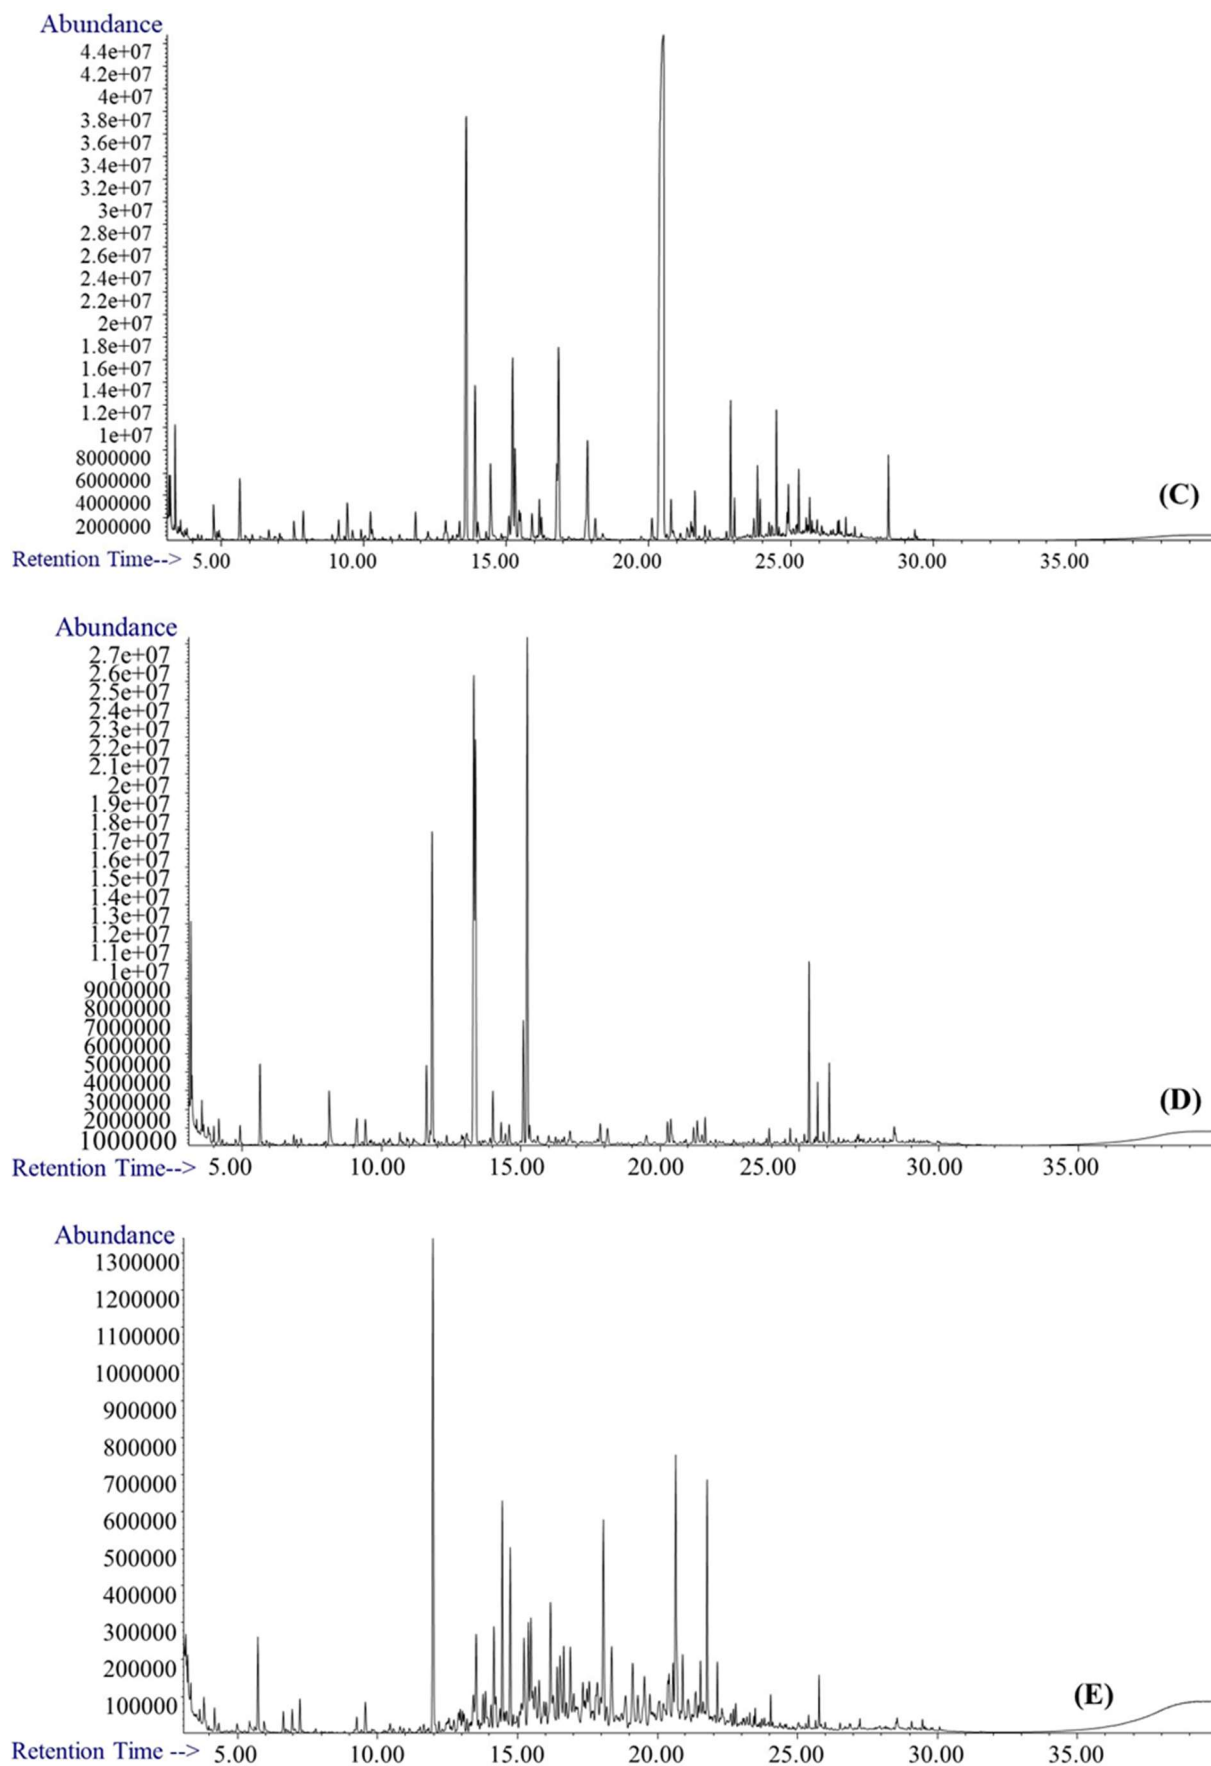 Abundance
4.4e+07
4.2e+07
4e+07
3.8e+07
3.6e+07
3.4e+07
3.2e+07
3e+07
2.8e+07
2.6e+07
2.4e+07
2.2e+07
2e+07
1.8e+07
1.6e+07
1.4e+07
1.2e+07
1e+07
8000000
6000000
4000000
2000000
(C)
Retention Time--> 5.00 10.00 15.00 20.00 25.00 30.00 35.00
Abundance
2.7e+07
2.6e+07
2.5e+07
2.4e+07
2.3e+07
2.2e+07
2.1e+07
2e+07
1.9e+07
1.8e+07
1.7e+07
1.6e+07
1.5e+07
1.4e+07
1.3e+07
1.2e+07
1.1e+07
1e+07
9000000
8000000
7000000
6000000
5000000
4000000
3000000
2000000
1000000
(D)
Retention Time--> 5.00 10.00 15.00 20.00 25.00 30.00 35.00
Abundance
1300000
1200000
1100000
1000000
900000
800000
700000
600000
500000
400000
300000
200000
100000
(E)
Retention Time --> 5.00 10.00 15.00 20.00 25.00 30.00 35.00